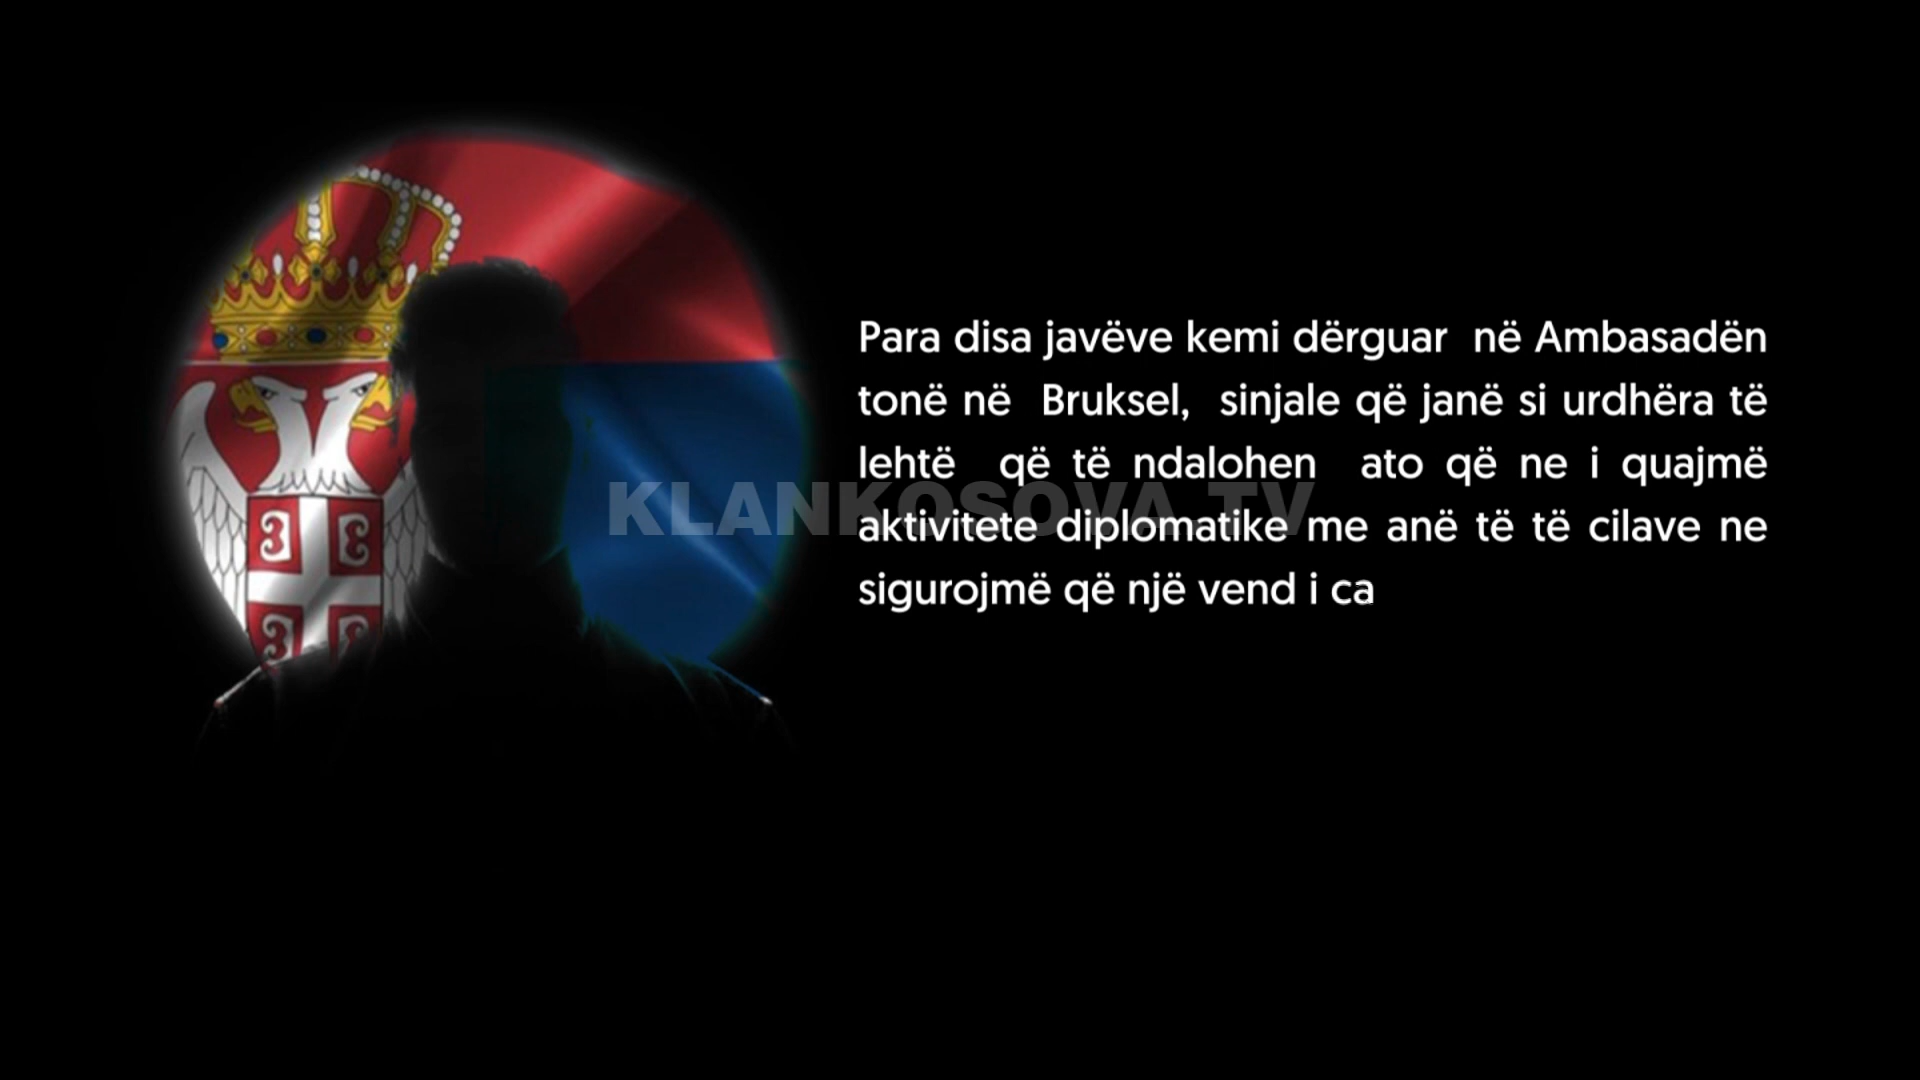 Para disa javëve kemi dërguar në Ambasadën
tonë në Bruksel, sinjale që janë si urdhëra të
lehtë që të ndalohen ato që ne i quajmë
KLANKOSOVA.TV
aktivitete diplomatike me anë të të cilave ne
sigurojmë që një vend i ca